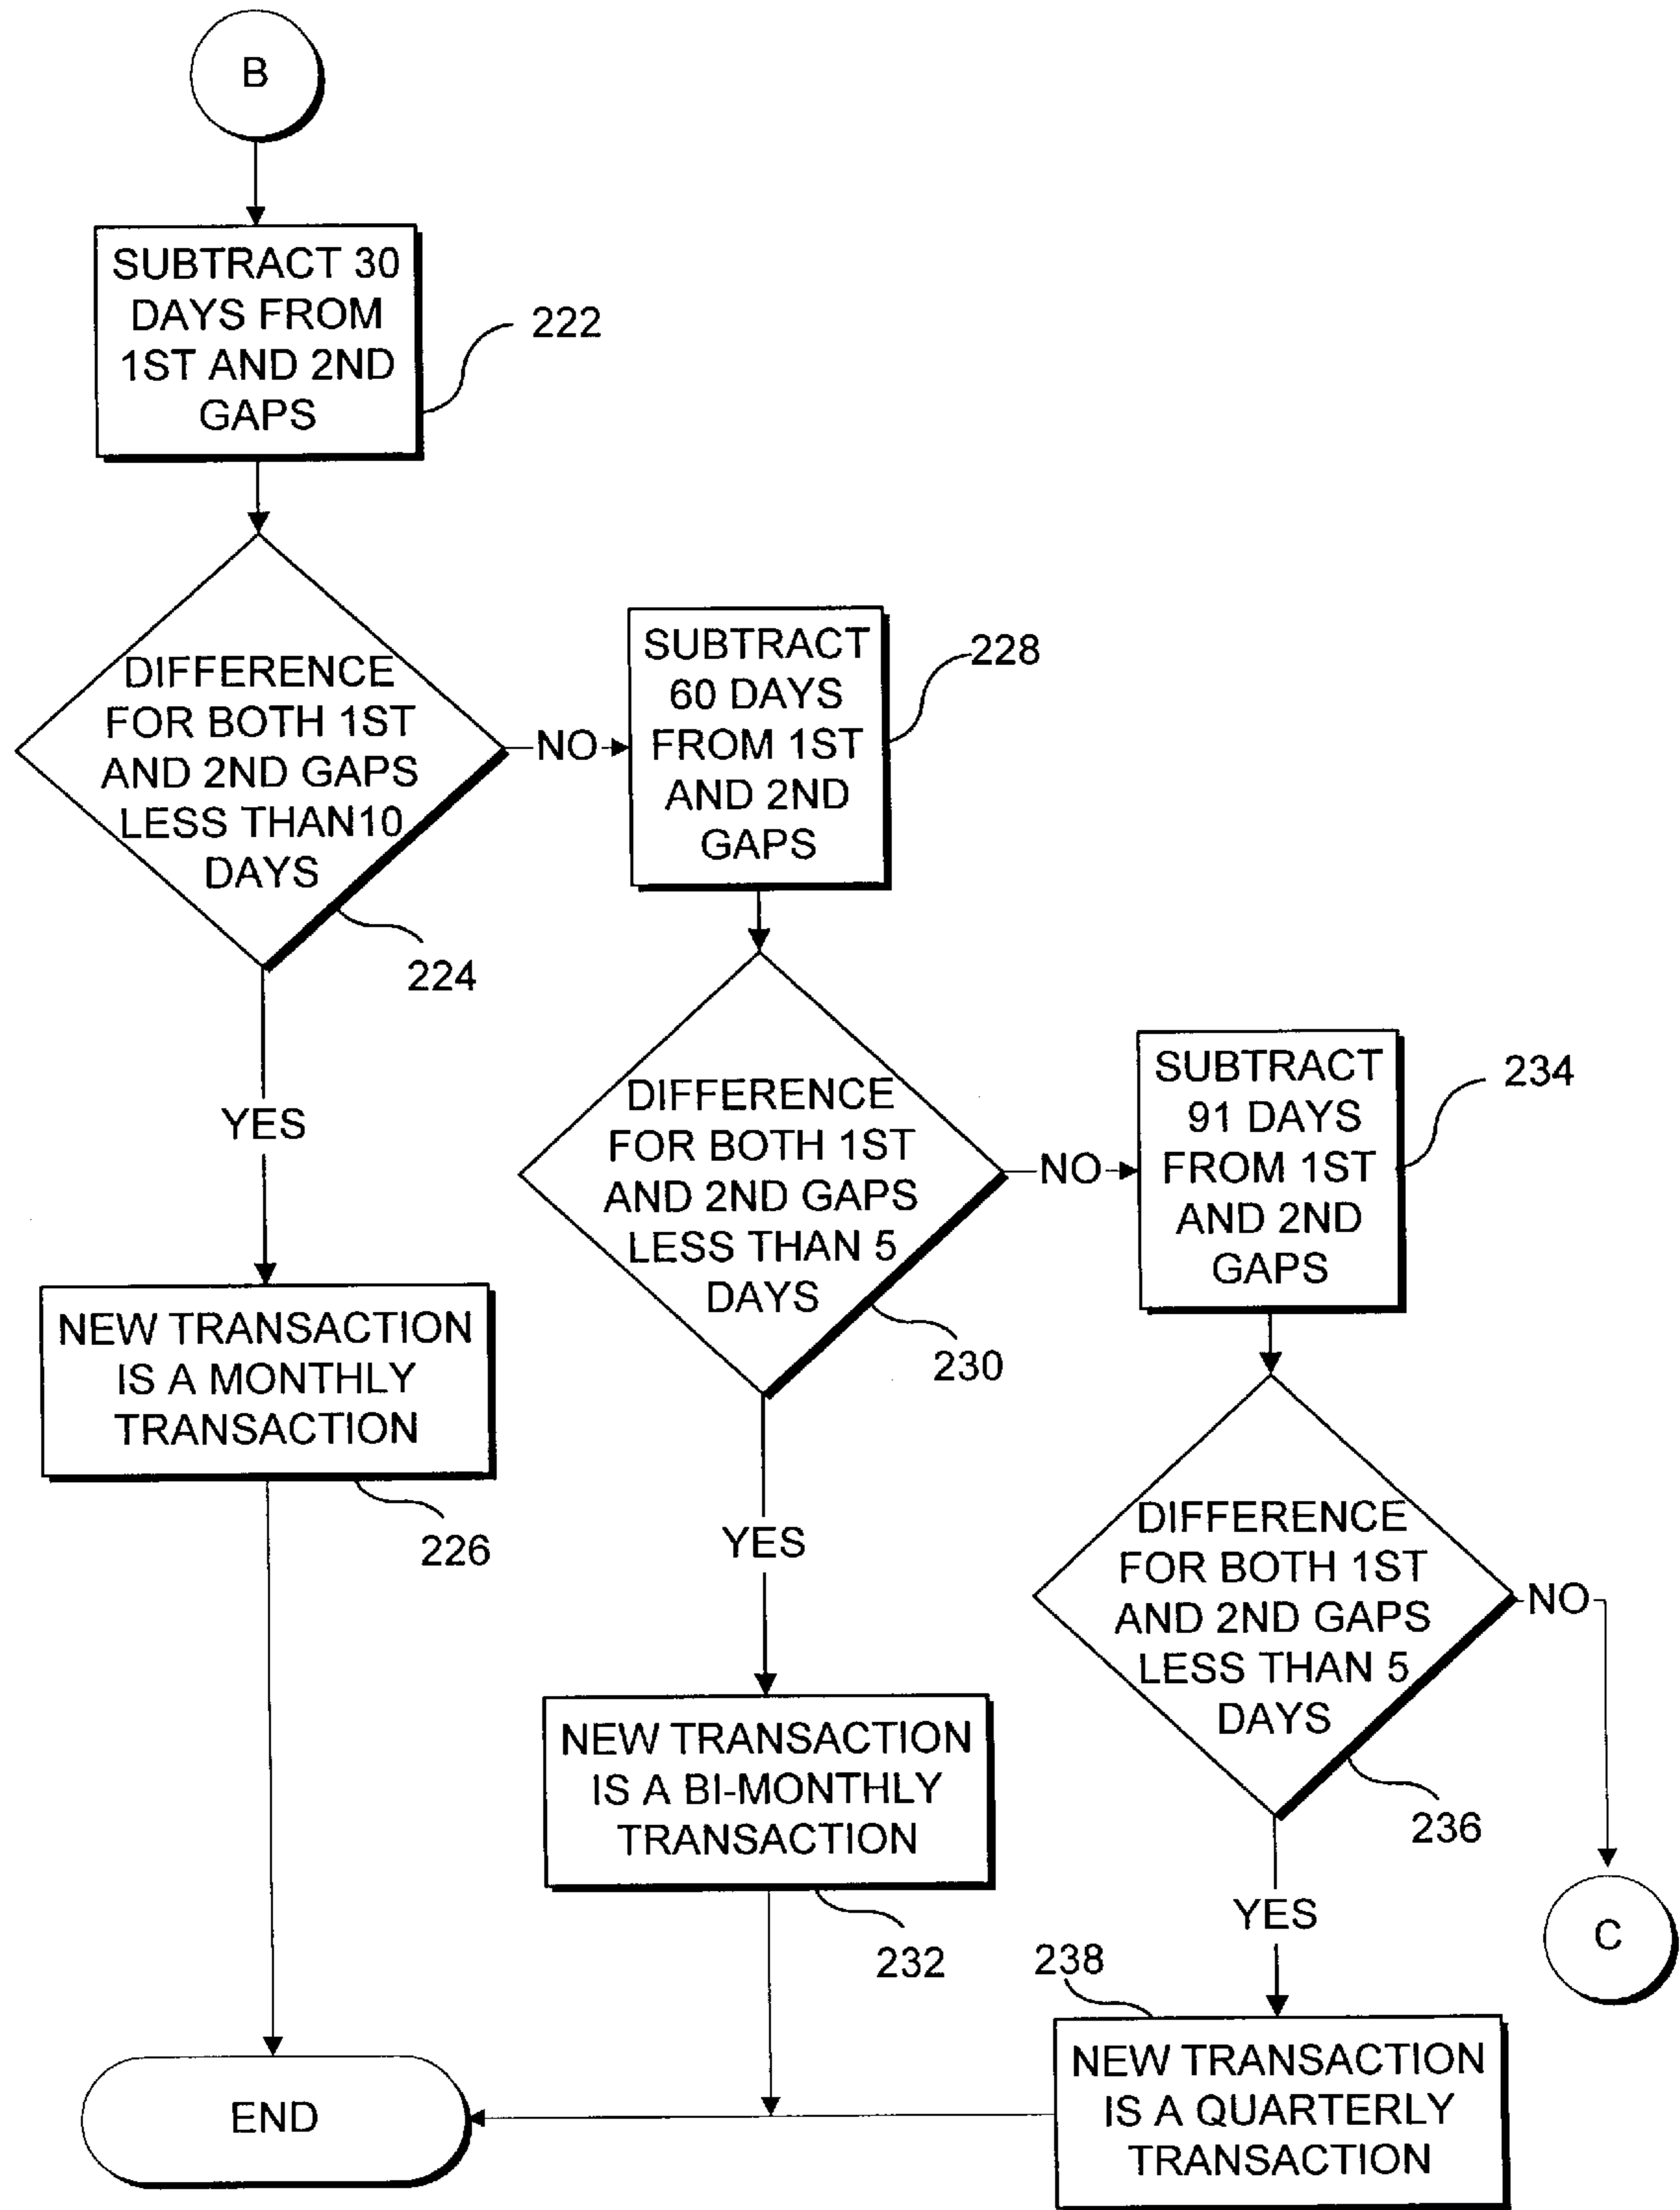 B
SUBTRACT 30
DAYS FROM
1ST AND 2ND
GAPS
222
DIFFERENCE
FOR BOTH 1ST
AND 2ND GAPS
LESS THAN10
DAYS
224
NO
SUBTRACT
60 DAYS
FROM 1ST
AND 2ND
GAPS
228
YES
NEW TRANSACTION
IS A MONTHLY
TRANSACTION
226
DIFFERENCE
FOR BOTH 1ST
AND 2ND GAPS
LESS THAN 5
DAYS
230
NO
SUBTRACT
91 DAYS
FROM 1ST
AND 2ND
GAPS
234
YES
NEW TRANSACTION
IS A BI-MONTHLY
TRANSACTION
232
DIFFERENCE
FOR BOTH 1ST
AND 2ND GAPS
LESS THAN 5
DAYS
236
NO
C
YES
238
NEW TRANSACTION
IS A QUARTERLY
TRANSACTION
END